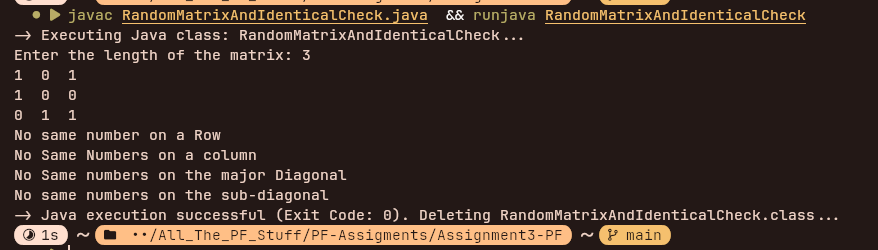 javac RandomMatrixAndIdenticalCheck.java && runjava RandomMatrixAndIdenticalCheck
—> Executing Java class: RandomMatrixAndIdenticalCheck...
Enter the length of the matrix: 3
1 0 1
1 0 0
0 1 1
No same number on a Row
No Same Numbers on a column
No Same numbers on the major Diagonal
No same numbers on the sub-diagonal
—> Java execution successful (Exit Code: 0). Deleting RandomMatrixAndIdenticalCheck.class...
1s ~ ··/All_The_PF_Stuff/PF-Assigments/Assignment3-PF ~ main